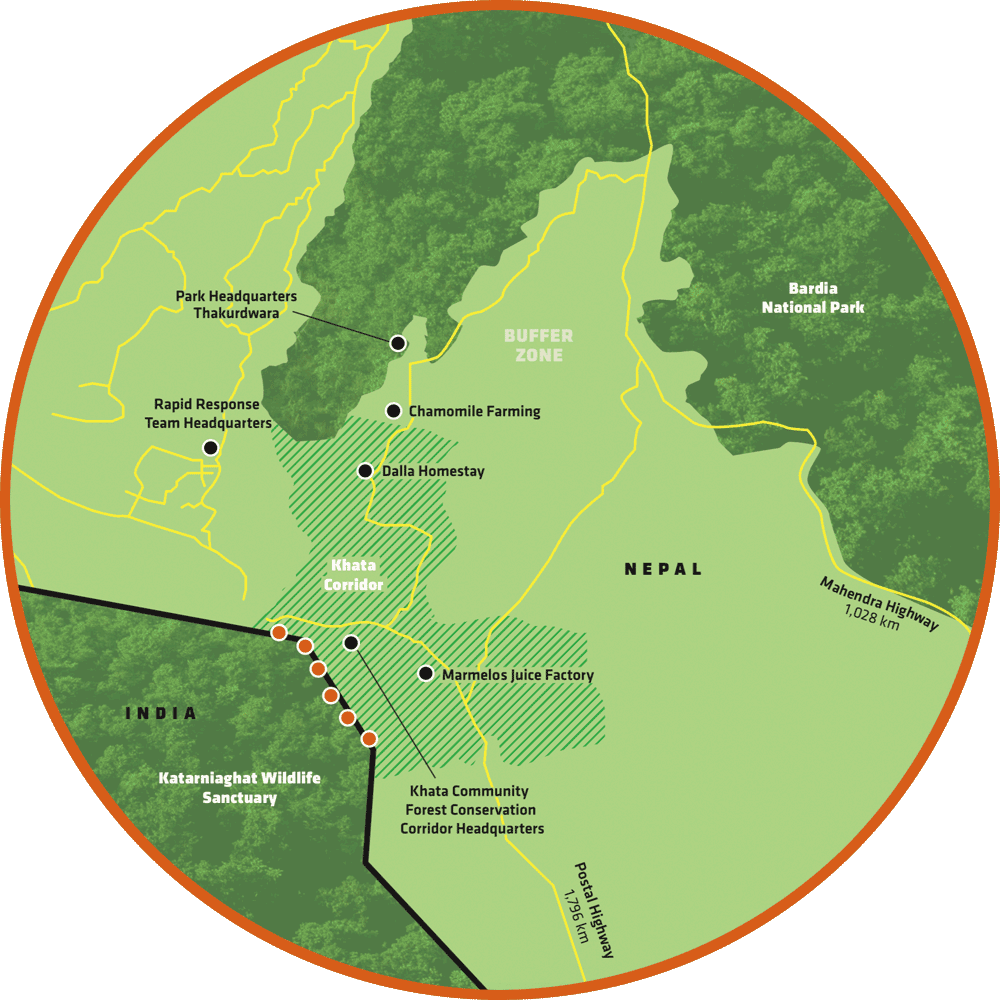 Bardia
National Park
Park Headquarters
Thakurdwara
BUFFER
ZONE
Rapid Response
Team Headquarters
Chamomile Farming
Dalla Homestay
Khata
Corridor
NEPAL
Mahendra Highway
1,028 km
Marmelos Juice Factory
INDIA
Katarniaghat Wildlife
Sanctuary
Khata Community
Forest Conservation
Corridor Headquarters
Postal Highway
1,796 km